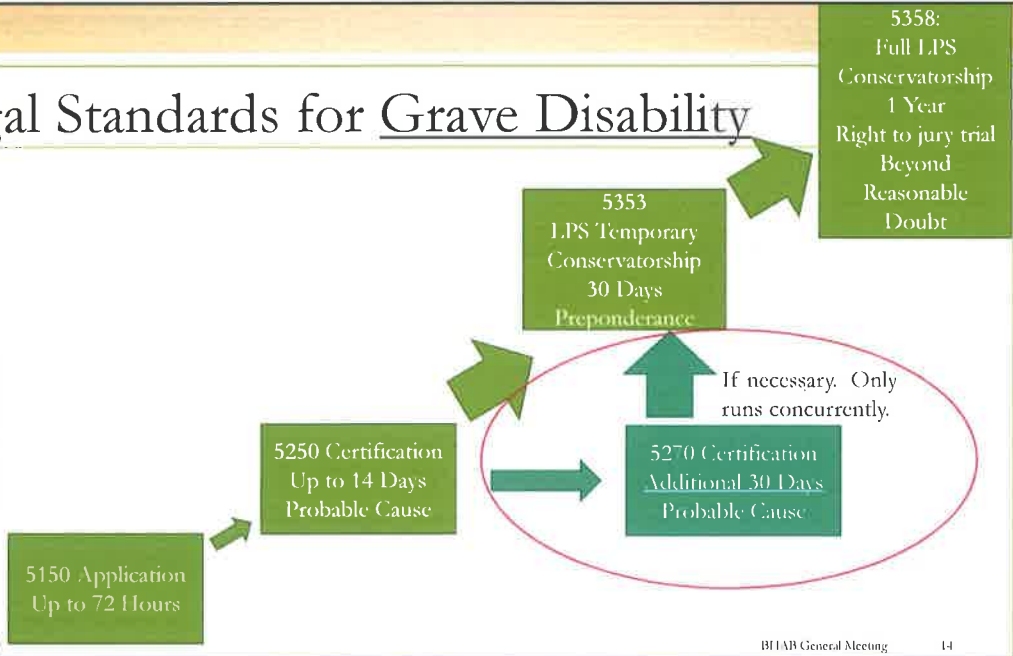 gal Standards for Grave Disability
5358:
Full LPS
Conservatorship
1 Year
Right to jury trial
Beyond
Reasonable
Doubt
5353
LPS Temporary
Conservatorship
30 Days
Preponderance
If necessary. Only
runs concurrently.
5250 Certification
Up to 14 Days
Probable Cause
5270 Certification
Additional 30 Days
Probable Cause
5150 Application
Up to 72 Hours
BHAB General Meeting
14